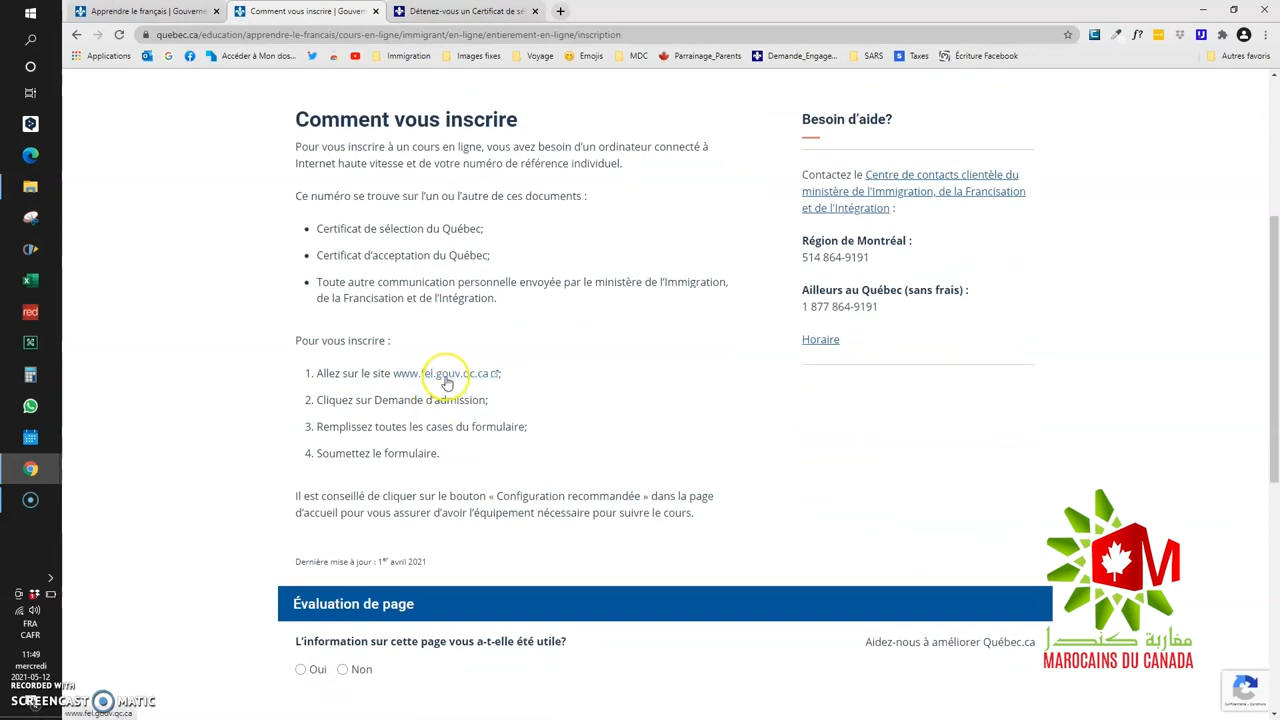 Apprendre le français | Gouverne
Comment vous inscrire | Gouver
Détenez-vous un Certificat de sé
quebec.ca/education/apprendre-le-francais/cours-en-ligne/immigrant/en-ligne/entierement-en-ligne/inscription
Applications
Accéder à Mon dos...
Immigration
Images fixes
Voyage
Emojis
MDC
Parrainage_Parents
Demande_Engage...
SARS
Taxes
Écriture Facebook
Autres favoris
Comment vous inscrire
Pour vous inscrire à un cours en ligne, vous avez besoin d'un ordinateur connecté à
Internet haute vitesse et de votre numéro de référence individuel.
Ce numéro se trouve sur l'un ou l'autre de ces documents :
Certificat de sélection du Québec;
Certificat d'acceptation du Québec;
Toute autre communication personnelle envoyée par le ministère de l'Immigration,
de la Francisation et de l'Intégration.
Pour vous inscrire :
1. Allez sur le site www.fel.gouv.qc.ca ;
2. Cliquez sur Demande d'admission;
3. Remplissez toutes les cases du formulaire;
4. Soumettez le formulaire.
Il est conseillé de cliquer sur le bouton « Configuration recommandée » dans la page
d'accueil pour vous assurer d'avoir l'équipement nécessaire pour suivre le cours.
Dernière mise à jour : 1er avril 2021
Évaluation de page
L'information sur cette page vous a-t-elle été utile?
Aidez-nous à améliorer Québec.ca
Oui
Non
Besoin d'aide?
Contactez le Centre de contacts clientèle du
ministère de l'Immigration, de la Francisation
et de l'Intégration :
Région de Montréal :
514 864-9191
Ailleurs au Québec (sans frais) :
1 877 864-9191
Horaire
M
مغاربة كندا
MAROCAINS DU CANADA
red
FRA
CAFR
11:49
mercredi
2021-05-12
RECORDED WITH
SCREENCAST MATIC
www.fel.gouv.qc.ca